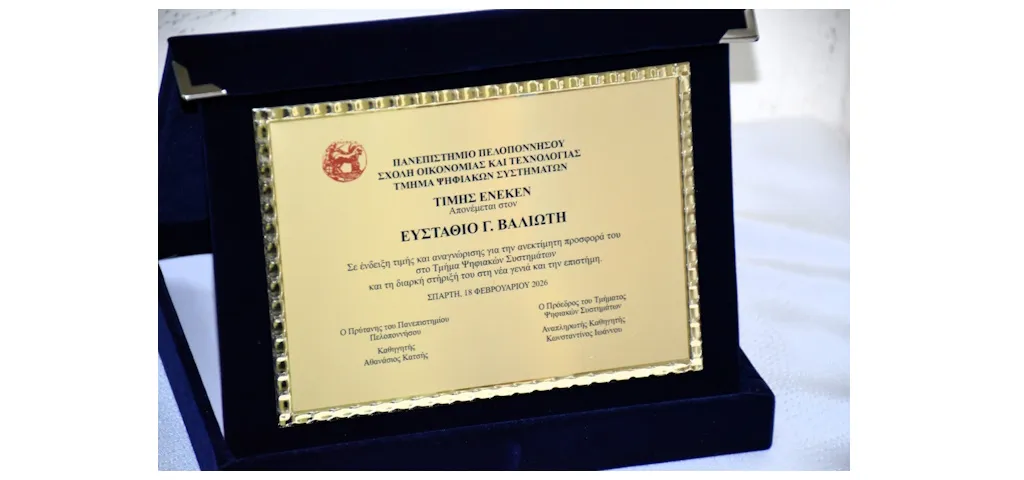 ΠΑΝΕΠΙΣΤΗΜΙΟ ΠΕΛΟΠΟΝΝΗΣΟΥ
ΣΧΟΛΗ ΟΙΚΟΝΟΜΙΑΣ ΚΑΙ ΤΕΧΝΟΛΟΓΙΑΣ
ΤΜΗΜΑ ΨΗΦΙΑΚΩΝ ΣΥΣΤΗΜΑΤΩΝ
ΤΙΜΗΣ ΕΝΕΚΕΝ
Απονέμεται στον
ΕΥΣΤΑΘΙΟ Γ. ΒΑΛΙΩΤΗ
Σε ένδειξη τιμής και αναγνώρισης για την ανεκτίμητη προσφορά του
στο Τμήμα Ψηφιακών Συστημάτων
και τη διαρκή στήριξή του στη νέα γενιά και την επιστήμη.
ΣΠΑΡΤΗ, 18 ΦΕΒΡΟΥΑΡΙΟΥ 2026
Ο Πρύτανης του Πανεπιστημίου
Πελοποννήσου
Καθηγητής
Αθανάσιος Κατσής
Ο Πρόεδρος του Τμήματος
Ψηφιακών Συστημάτων
Αναπληρωτής Καθηγητής
Κωνσταντίνος Ιωάννου